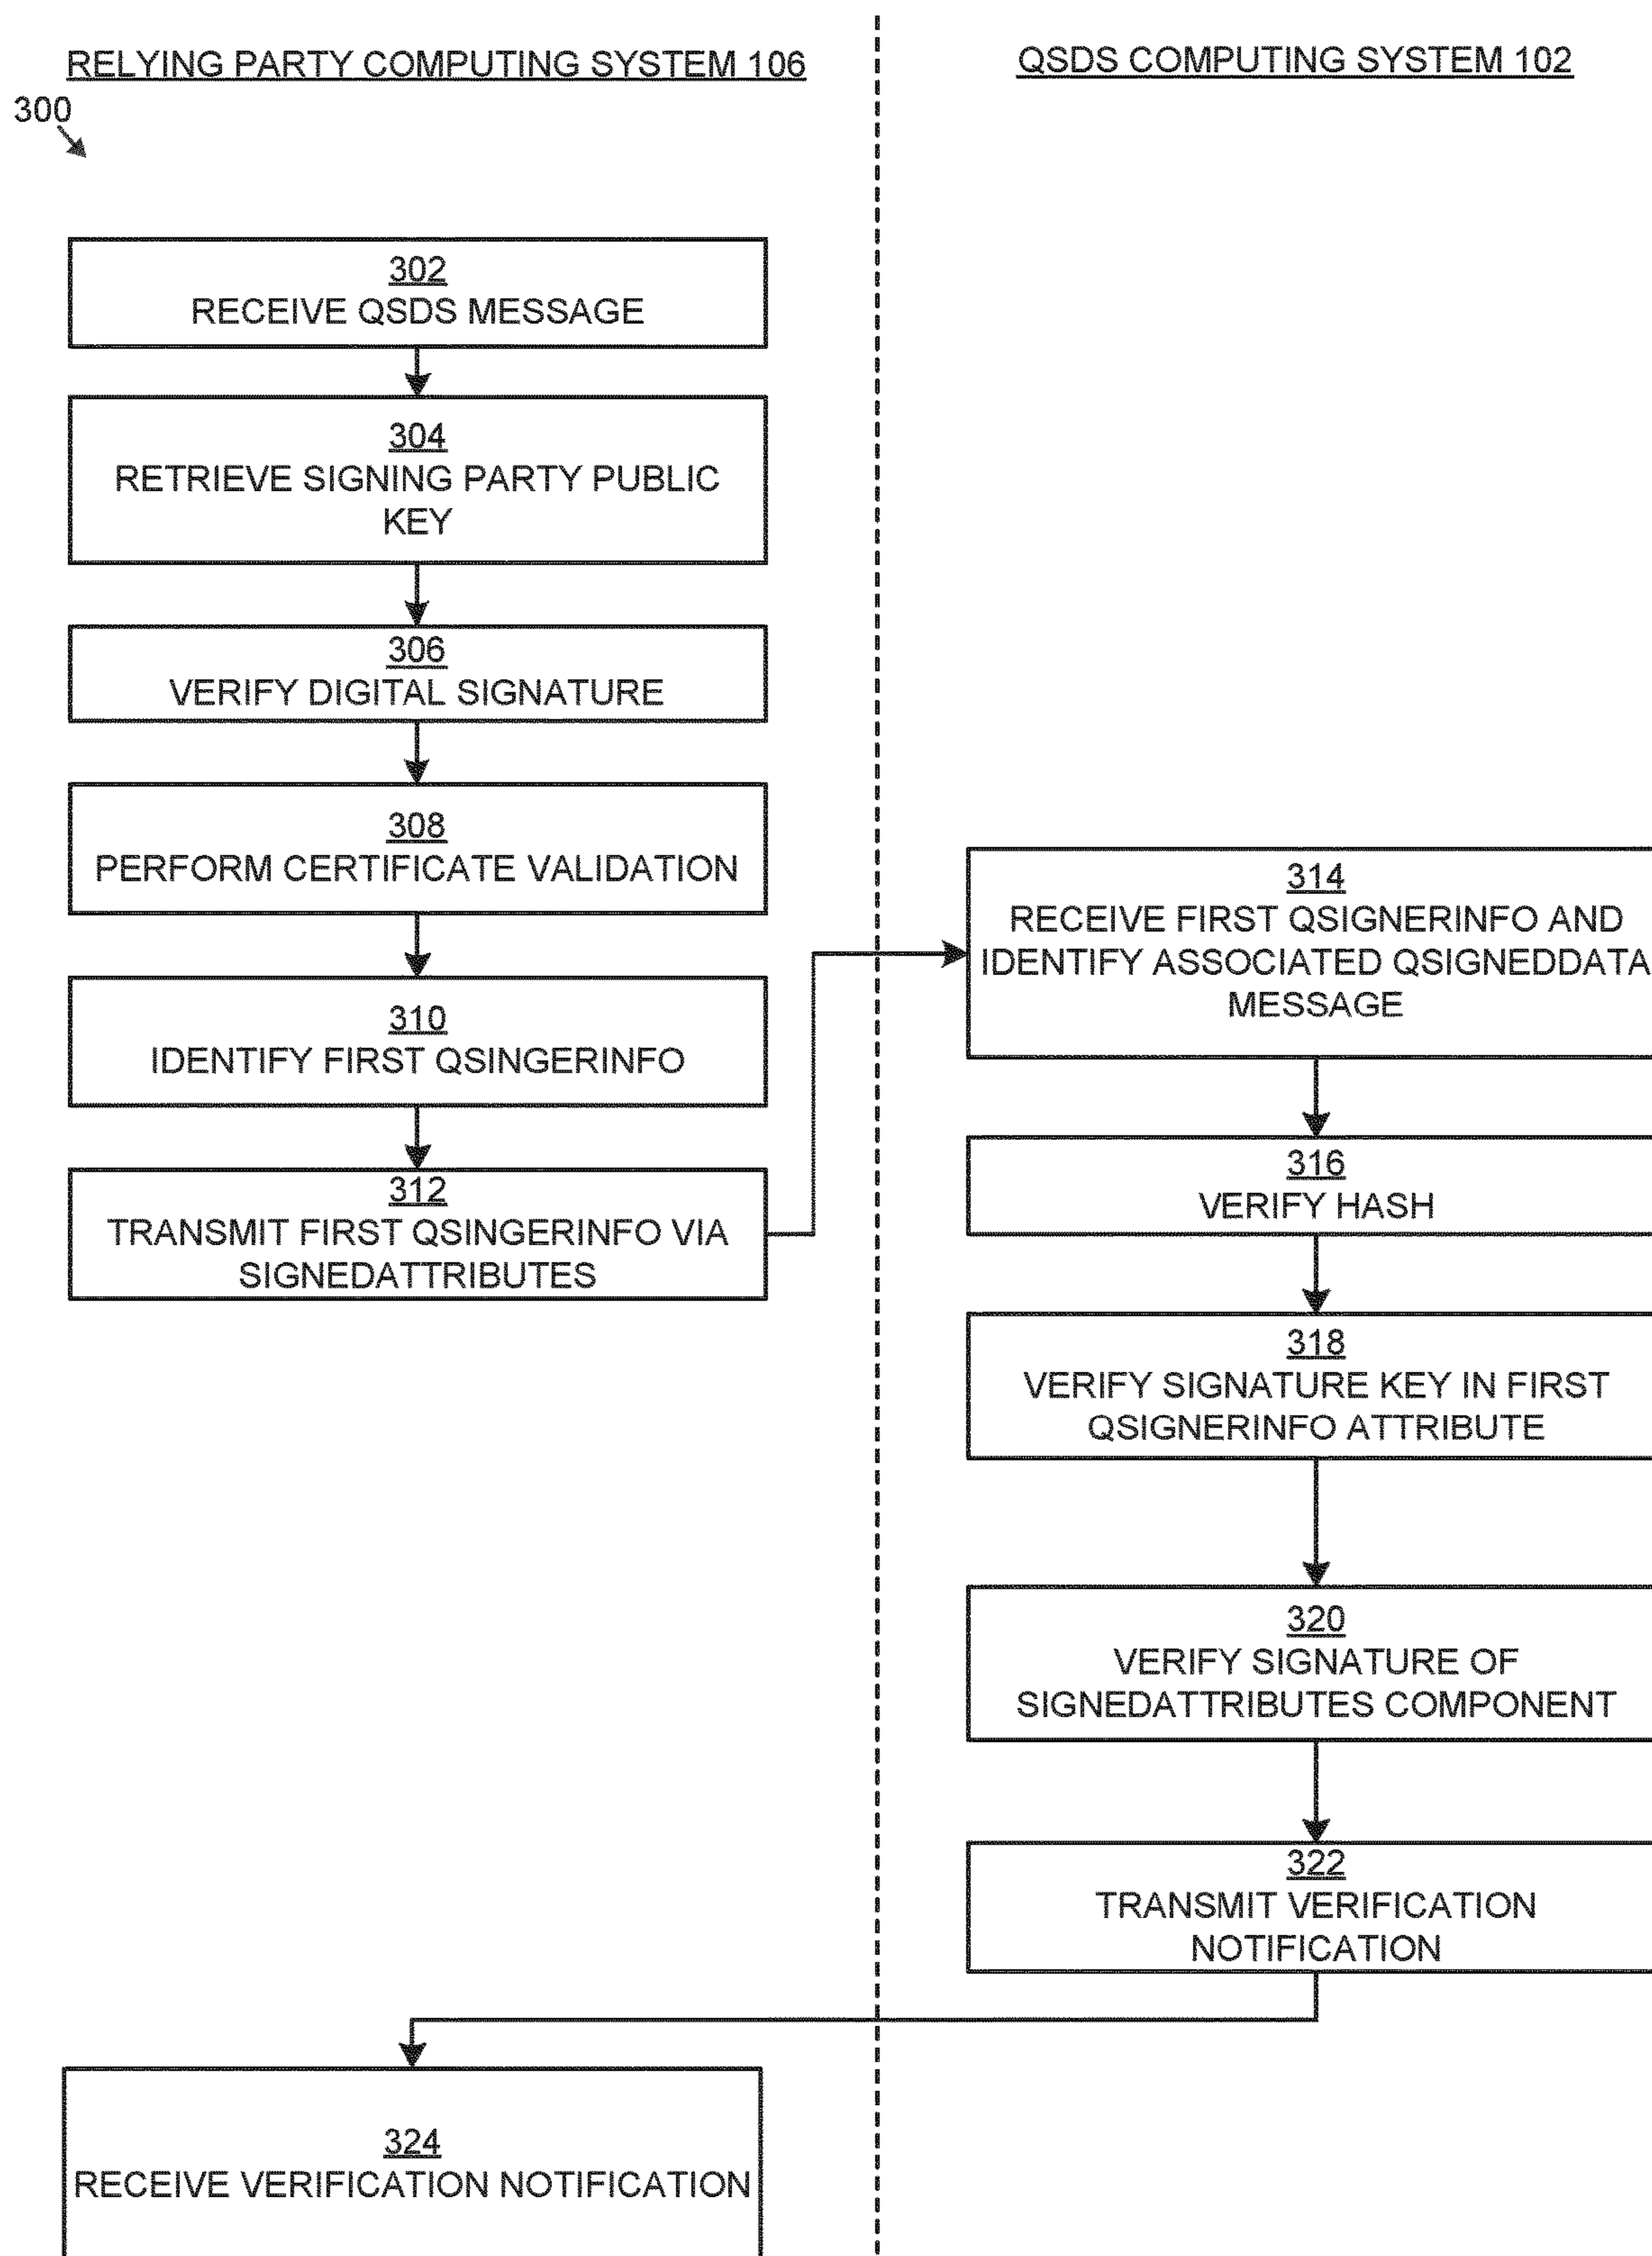 RELYING PARTY COMPUTING SYSTEM 106
QSDS COMPUTING SYSTEM 102
300
302
RECEIVE QSDS MESSAGE
304
RETRIEVE SIGNING PARTY PUBLIC
KEY
306
VERIFY DIGITAL SIGNATURE
308
PERFORM CERTIFICATE VALIDATION
310
IDENTIFY FIRST QSINGERINFO
312
TRANSMIT FIRST QSINGERINFO VIA
SIGNEDATTRIBUTES
314
RECEIVE FIRST QSIGNERINFO AND
IDENTIFY ASSOCIATED QSIGNEDDATA
MESSAGE
316
VERIFY HASH
318
VERIFY SIGNATURE KEY IN FIRST
QSIGNERINFO ATTRIBUTE
320
VERIFY SIGNATURE OF
SIGNEDATTRIBUTES COMPONENT
322
TRANSMIT VERIFICATION
NOTIFICATION
324
RECEIVE VERIFICATION NOTIFICATION